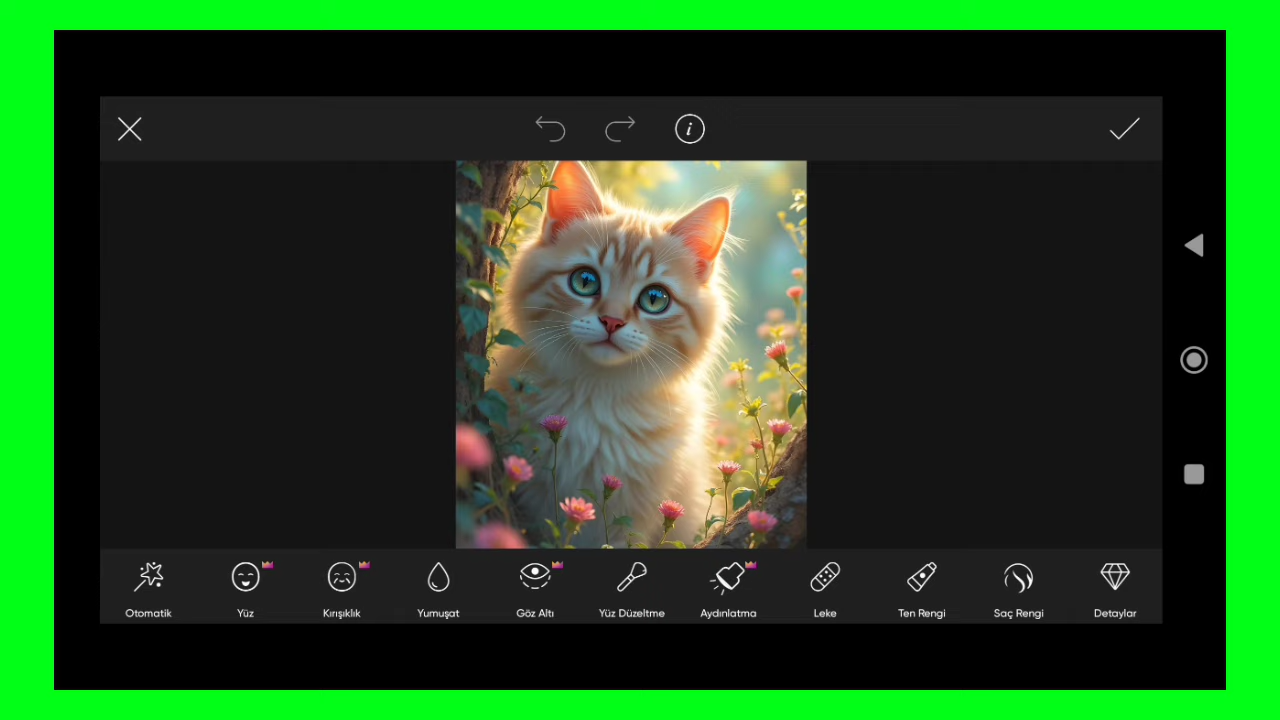 Otomatik
Yüz
Kırışıklık
Yumuşat
Göz Altı
Yüz Düzeltme
Aydınlatma
Leke
Ten Rengi
Saç Rengi
Detaylar